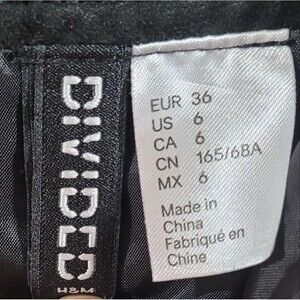 DIVIDED
H&M
EUR 36
US 6
CA 6
CN 165/68A
MX 6
Made in
China
Fabriqué en
Chine